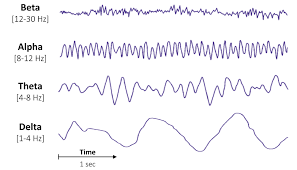 Beta
[12-30 Hz]
Alpha
[8-12 Hz]
Theta
[4-8 Hz]
Delta
[1-4 Hz]
Time
1 sec